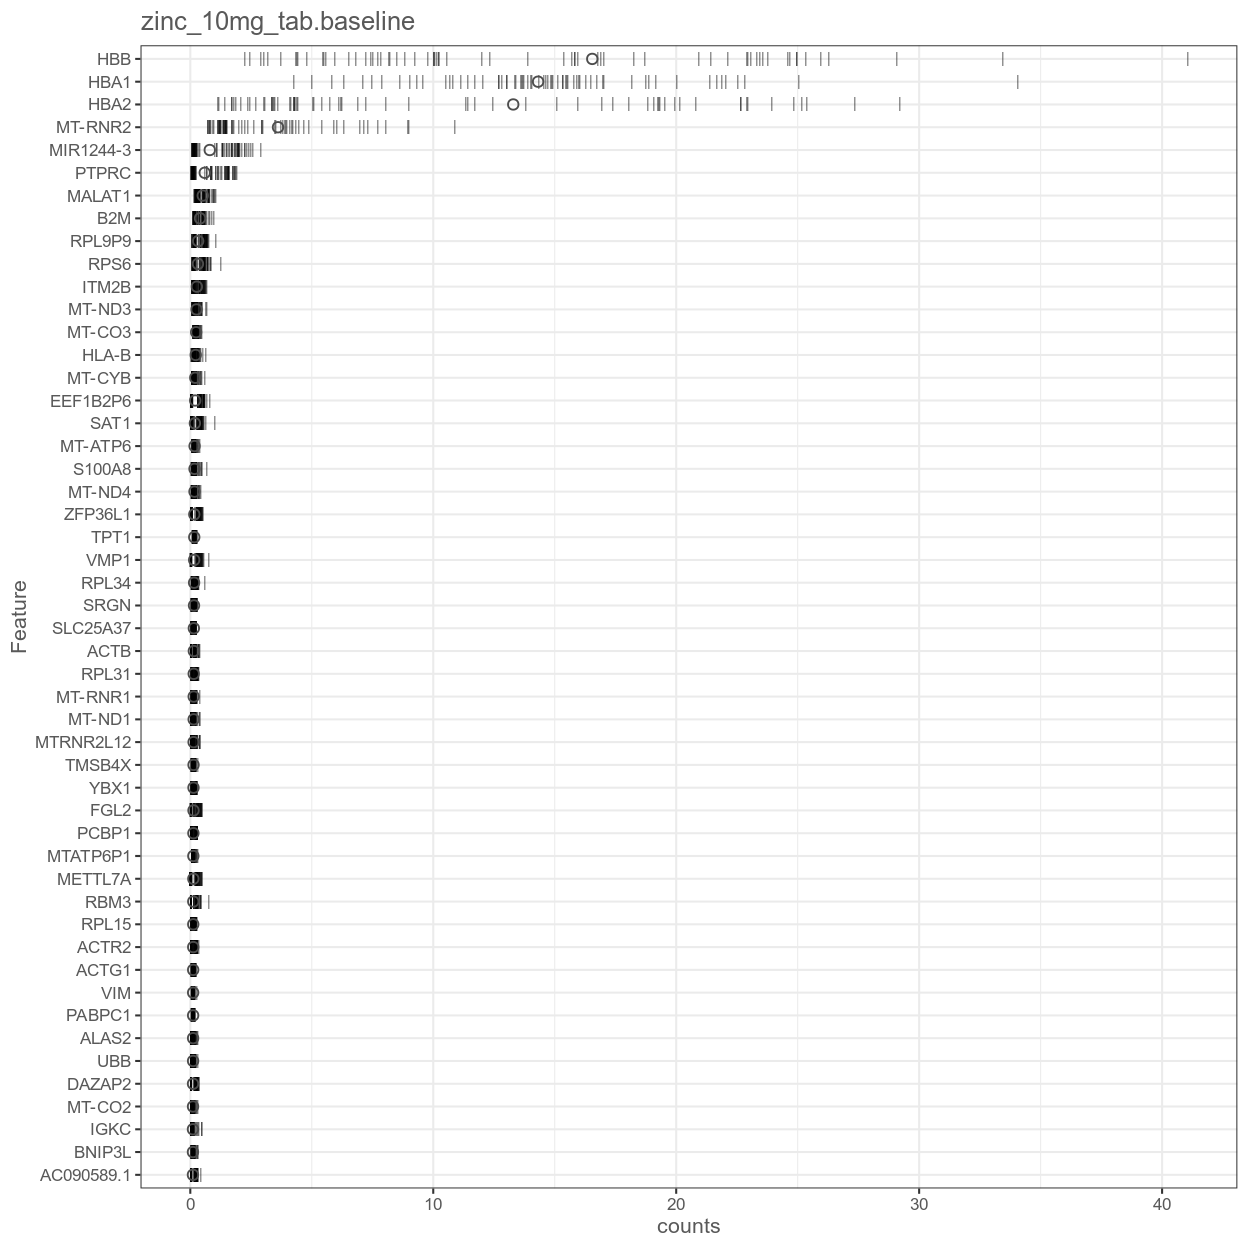 zinc_10mg_tab.baseline
HBB
HBA1
HBA2
MT-RNR2
MIR1244-3
PTPRC
MALAT1
B2M
RPL9P9
RPS6
ITM2B
MT-ND3
MT-CO3
HLA-B
MT-CYB
EEF1B2P6
SAT1
MT-ATP6
S100A8
MT-ND4
ZFP36L1
TPT1
VMP1
RPL34
SRGN
SLC25A37
ACTB
RPL31
MT-RNR1
MT-ND1
MTRNR2L12
TMSB4X
YBX1
FGL2
PCBP1
MTATP6P1
METTL7A
RBM3
RPL15
ACTR2
ACTG1
VIM
PABPC1
ALAS2
UBB
DAZAP2
MT-CO2
IGKC
BNIP3L
AC090589.1
Feature
0 10 20 30 40
counts